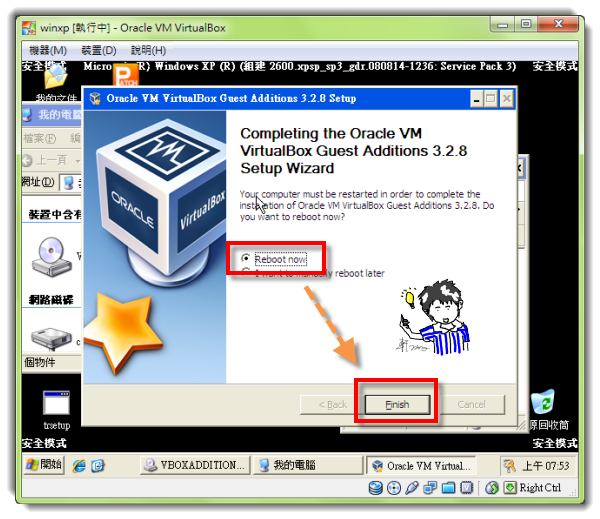 winxp [執行中] - Oracle VM VirtualBox
機器(M) 裝置(D) 說明(H)
安全模式 Micro R) Windows XP (R) (組建 2600.xpsp_sp3_gdr.080814-1236: Service Pack 3) 安全模式
PATCH
我的文件
Oracle VM VirtualBox Guest Additions 3.2.8 Setup
我的電腦
檔案(F) 編
上一頁
網址(D) 我
裝置中含有
網路磁碟
個物件
ORACLE
VirtualBox
Completing the Oracle VM
VirtualBox Guest Additions 3.2.8
Setup Wizard
Your computer must be restarted in order to complete the
installation of Oracle VM VirtualBox Guest Additions 3.2.8. Do
you want to reboot now?
Reboot now
I want to manually reboot later
軒
< Back Finish Cancel
trsetup
資源回收筒
安全模式 安全模式
開始 VBOXADDITION... 我的電腦 Oracle VM Virtual... 上午 07:53
Right Ctrl